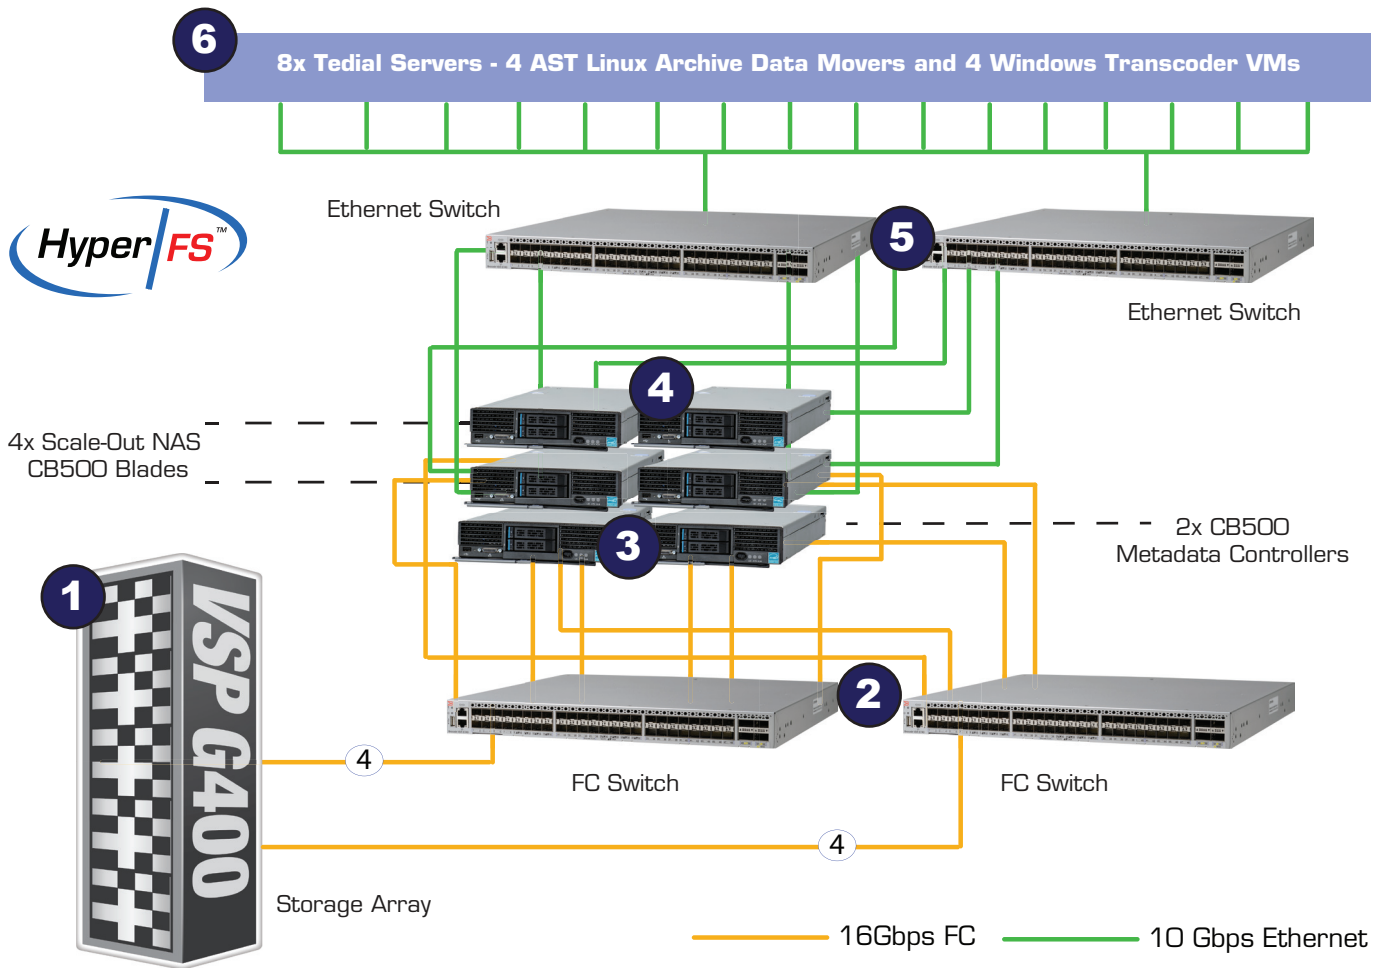 6
8x Tedial Servers - 4 AST Linux Archive Data Movers and 4 Windows Transcoder VMs
Hyper FS™
Ethernet Switch
5
Ethernet Switch
4
4x Scale-Out NAS
CB500 Blades
3
2x CB500
Metadata Controllers
1
VSP G400
2
4
FC Switch
FC Switch
4
Storage Array
16Gbps FC
10 Gbps Ethernet